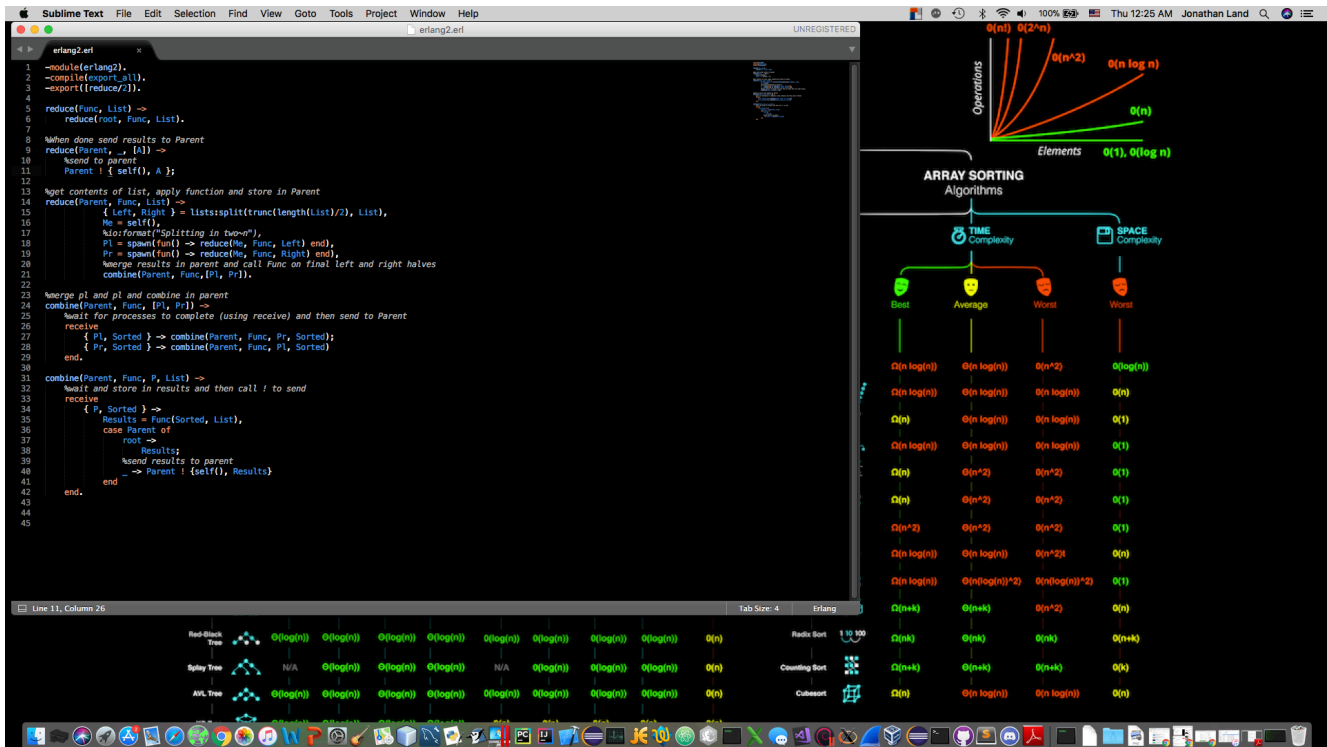 Sublime Text File Edit Selection Find View Goto Tools Project Window Help
100% Thu 12:25 AM Jonathan Land
erlang2.erl
UNREGISTERED
erlang2.erl ×
1 -module(erlang2).
2 -compile(export_all).
3 -export([reduce/2]).
4
5 reduce(Func, List) ->
6 reduce(root, Func, List).
7
8 %When done send results to Parent
9 reduce(Parent, _, [A]) ->
10 %send to parent
11 Parent ! { self(), A };
12
13 %get contents of list, apply function and store in Parent
14 reduce(Parent, Func, List) ->
15 { Left, Right } = lists:split(trunc(length(List)/2), List),
16 Me = self(),
17 %io:format("Splitting in two~n"),
18 Pl = spawn(fun() -> reduce(Me, Func, Left) end),
19 Pr = spawn(fun() -> reduce(Me, Func, Right) end),
20 %merge results in parent and call Func on final left and right halves
21 combine(Parent, Func,[Pl, Pr]).
22
23 %merge pl and pl and combine in parent
24 combine(Parent, Func, [Pl, Pr]) ->
25 %wait for processes to complete (using receive) and then send to Parent
26 receive
27 { Pl, Sorted } -> combine(Parent, Func, Pr, Sorted);
28 { Pr, Sorted } -> combine(Parent, Func, Pl, Sorted)
29 end.
30
31 combine(Parent, Func, P, List) ->
32 %wait and store in results and then call ! to send
33 receive
34 { P, Sorted } ->
35 Results = Func(Sorted, List),
36 case Parent of
37 root ->
38 Results;
39 %send results to parent
40 _ -> Parent ! {self(), Results}
41 end
42 end.
43
44
45
Line 11, Column 26
Tab Size: 4 Erlang
O(n!) O(2^n)
O(n^2)
O(n log n)
O(n)
O(1), O(log n)
Operations
Elements
ARRAY SORTING
Algorithms
TIME
Complexity
SPACE
Complexity
Best Average Worst Worst
Ω(n log(n)) Θ(n log(n)) O(n^2) O(log(n))
Ω(n log(n)) Θ(n log(n)) O(n log(n)) O(n)
Ω(n) Θ(n log(n)) O(n log(n)) O(1)
Ω(n log(n)) Θ(n log(n)) O(n log(n)) O(1)
Ω(n) Θ(n^2) O(n^2) O(1)
Ω(n) Θ(n^2) O(n^2) O(1)
Ω(n^2) Θ(n^2) O(n^2) O(1)
Ω(n log(n)) Θ(n log(n)) O(n^2)t O(n)
Ω(n log(n)) Θ(n(log(n))^2) O(n(log(n))^2) O(1)
Ω(n+k) Θ(n+k) O(n^2) O(n)
Red-Black Tree Θ(log(n)) Θ(log(n)) Θ(log(n)) Θ(log(n)) O(log(n)) O(log(n)) O(log(n)) O(log(n)) O(n)
Radix Sort 1 10 100 Ω(nk) Θ(nk) O(nk) O(n+k)
Splay Tree N/A Θ(log(n)) Θ(log(n)) Θ(log(n)) N/A O(log(n)) O(log(n)) O(log(n)) O(n)
Counting Sort Ω(n+k) Θ(n+k) O(n+k) O(k)
AVL Tree Θ(log(n)) Θ(log(n)) Θ(log(n)) Θ(log(n)) O(log(n)) O(log(n)) O(log(n)) O(log(n)) O(n)
Cubesort Ω(n) Θ(n log(n)) O(n log(n)) O(n)